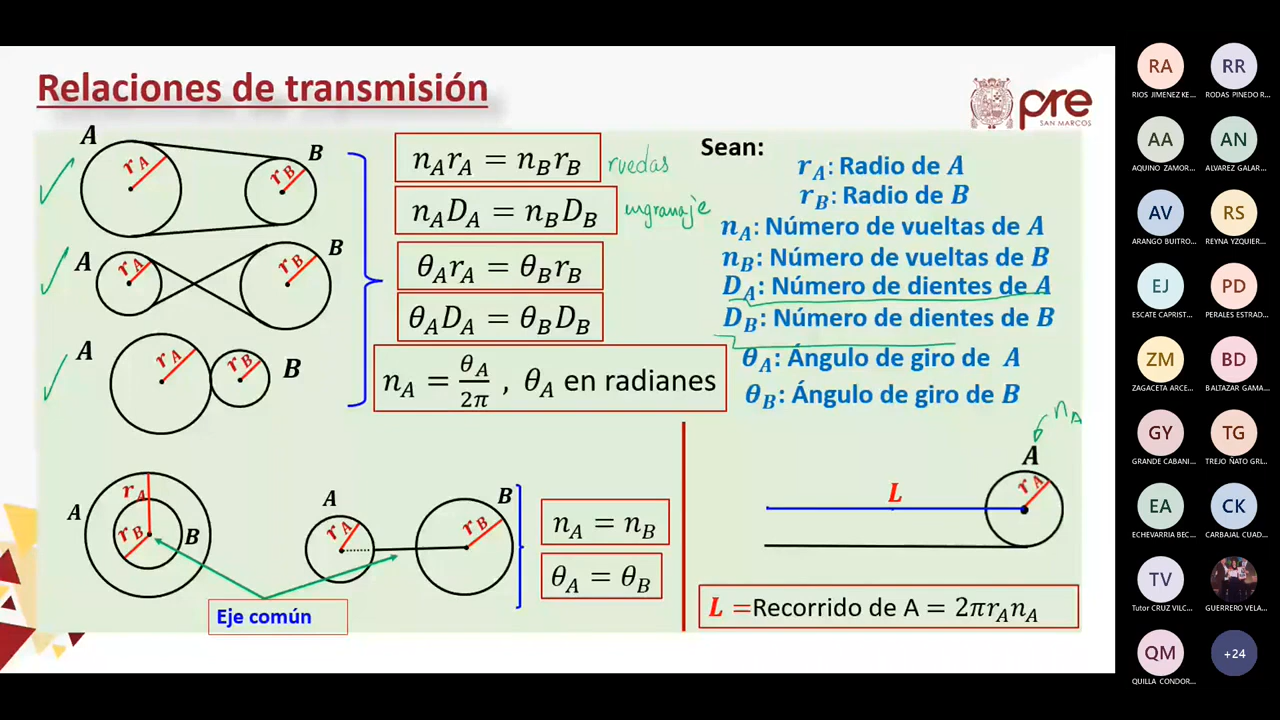 Relaciones de transmisión
pre
SAN MARCOS
A
r_A
B
r_B
A
r_A
B
r_B
A
r_A
B
r_B
n_A r_A = n_B r_B
ruedas
n_A D_A = n_B D_B
ingranaje
θ_A r_A = θ_B r_B
θ_A D_A = θ_B D_B
n_A = θ_A/2π , θ_A en radianes
Sean:
r_A: Radio de A
r_B: Radio de B
n_A: Número de vueltas de A
n_B: Número de vueltas de B
D_A: Número de dientes de A
D_B: Número de dientes de B
θ_A: Ángulo de giro de A
θ_B: Ángulo de giro de B
A
r_A
r_B
B
A
r_A
B
r_B
Eje común
n_A = n_B
θ_A = θ_B
n_A
A
r_A
L
L =Recorrido de A = 2πr_A n_A
RA
RIOS JIMENEZ KE...
RR
RODAS PINEDO R...
AA
AQUINO ZAMOR...
AN
ALVAREZ GALAR...
AV
ARANGO BUITRO...
RS
REYNA YZQUIER...
EJ
ESCATE CAPRIST...
PD
PERALES ESTRAD...
ZM
ZAGACETA ARCE...
BD
BALTAZAR GAMA...
GY
GRANDE CABANI...
TG
TREJO ÑATO GRI...
EA
ECHEVARRIA BEC...
CK
CARBAJAL CUAD...
TV
Tutor CRUZ VILC...
GUERRERO VELA...
QM
QUILLA CONDOR...
+24